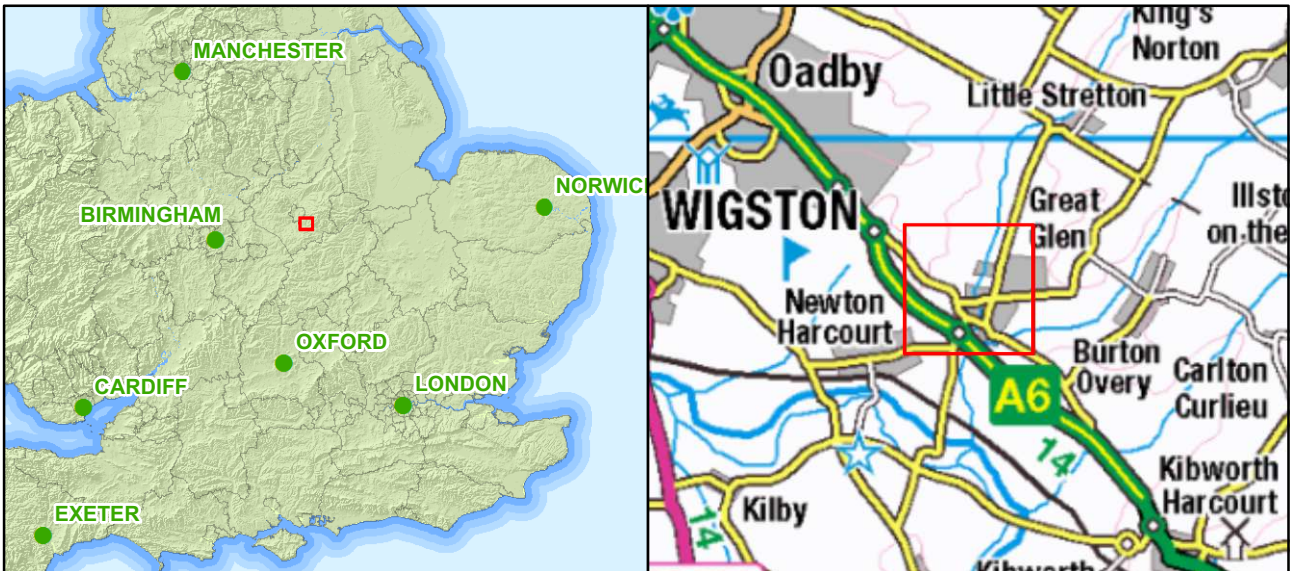 MANCHESTER
NORWIC
BIRMINGHAM
OXFORD
CARDIFF
LONDON
EXETER
King's
Norton
Oadby
Little Stretton
WIGSTON
Great
Glen
Illst
on the
Newton
Harcourt
Burton
Overy
Carlton
Curlieu
A6
14
Kibworth
Harcourt
Kilby
14
Kibworth